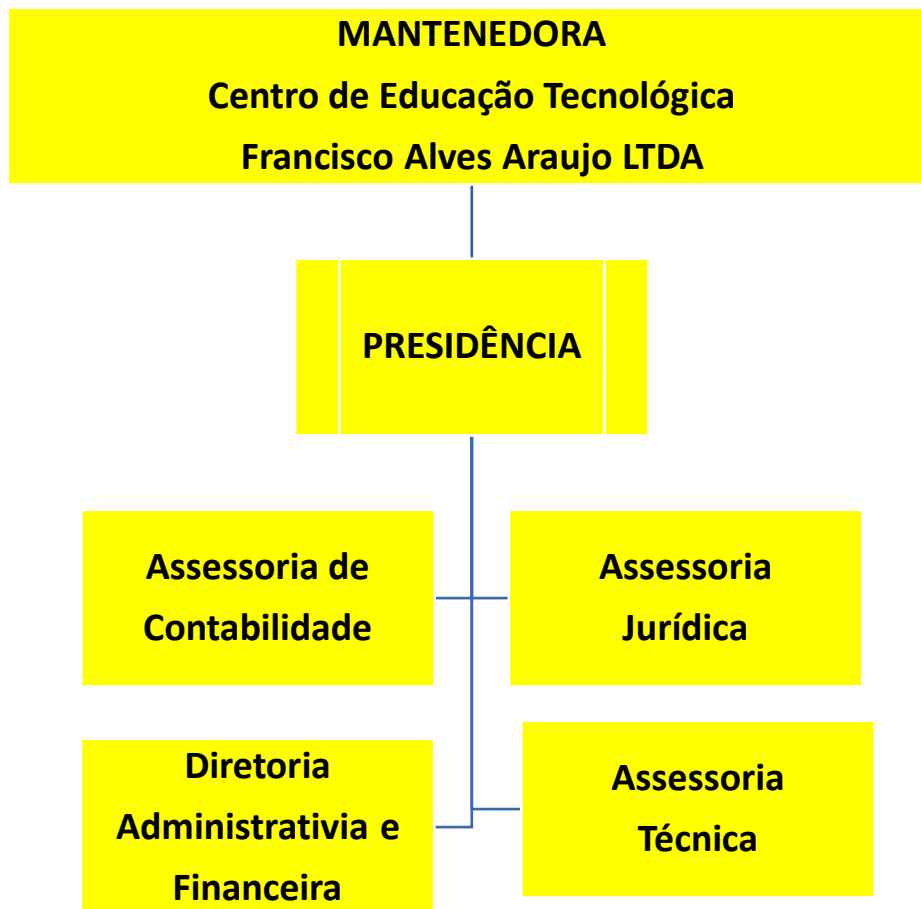 MANTENEDORA
Centro de Educação Tecnológica
Francisco Alves Araujo LTDA
PRESIDÊNCIA
Assessoria de
Contabilidade
Assessoria
Jurídica
Diretoria
Administrativia e
Financeira
Assessoria
Técnica